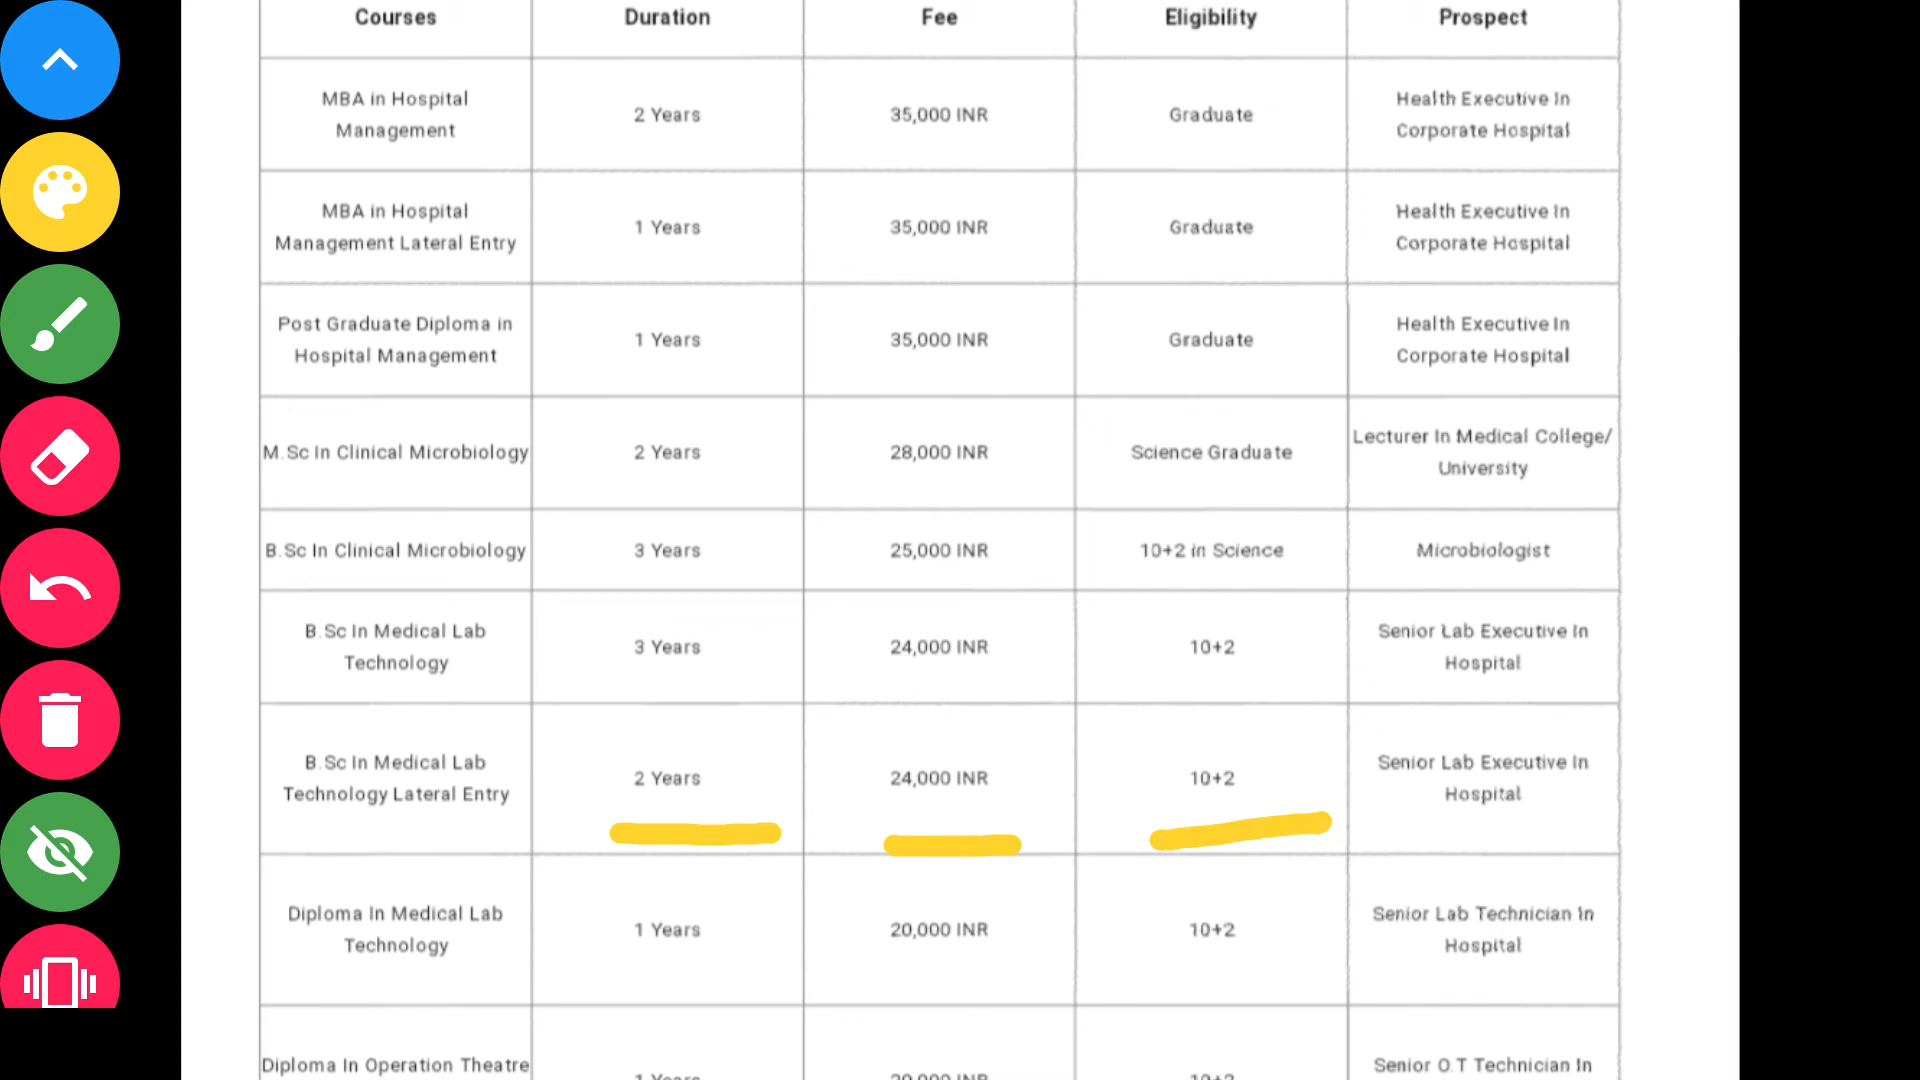 Courses Duration Fee Eligibility Prospect
MBA in Hospital Management 2 Years 35,000 INR Graduate Health Executive In Corporate Hospital
MBA in Hospital Management Lateral Entry 1 Years 35,000 INR Graduate Health Executive In Corporate Hospital
Post Graduate Diploma in Hospital Management 1 Years 35,000 INR Graduate Health Executive In Corporate Hospital
M.Sc In Clinical Microbiology 2 Years 28,000 INR Science Graduate Lecturer In Medical College/ University
B.Sc In Clinical Microbiology 3 Years 25,000 INR 10+2 in Science Microbiologist
B.Sc In Medical Lab Technology 3 Years 24,000 INR 10+2 Senior Lab Executive In Hospital
B.Sc In Medical Lab Technology Lateral Entry 2 Years 24,000 INR 10+2 Senior Lab Executive In Hospital
Diploma In Medical Lab Technology 1 Years 20,000 INR 10+2 Senior Lab Technician In Hospital
Diploma In Operation Theatre 1 Years INR 10+2 Senior O.T Technician In